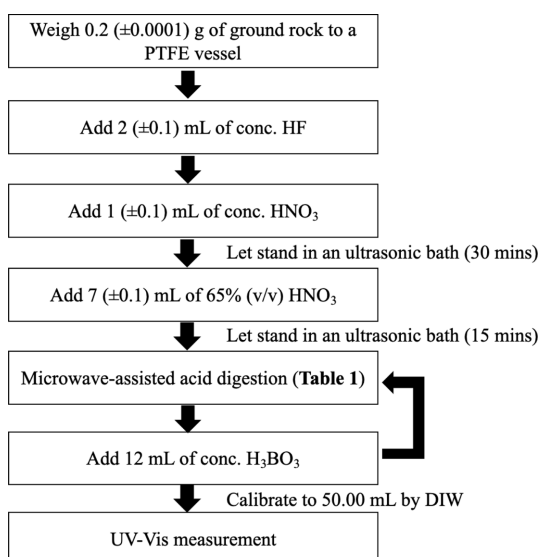 Weigh 0.2 (±0.0001) g of ground rock to a
PTFE vessel
Add 2 (±0.1) mL of conc. HF
Add 1 (±0.1) mL of conc. HNO₃
Let stand in an ultrasonic bath (30 mins)
Add 7 (±0.1) mL of 65% (v/v) HNO₃
Let stand in an ultrasonic bath (15 mins)
Microwave-assisted acid digestion (Table 1)
Add 12 mL of conc. H₃BO₃
Calibrate to 50.00 mL by DIW
UV-Vis measurement